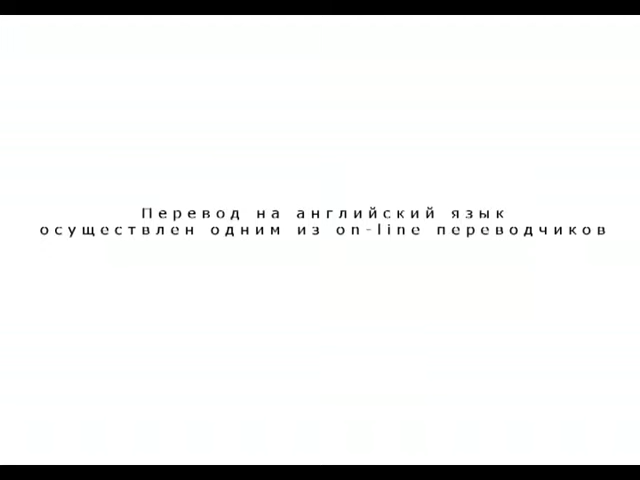 Перевод на английский язык
осуществлен одним из on-line переводчиков